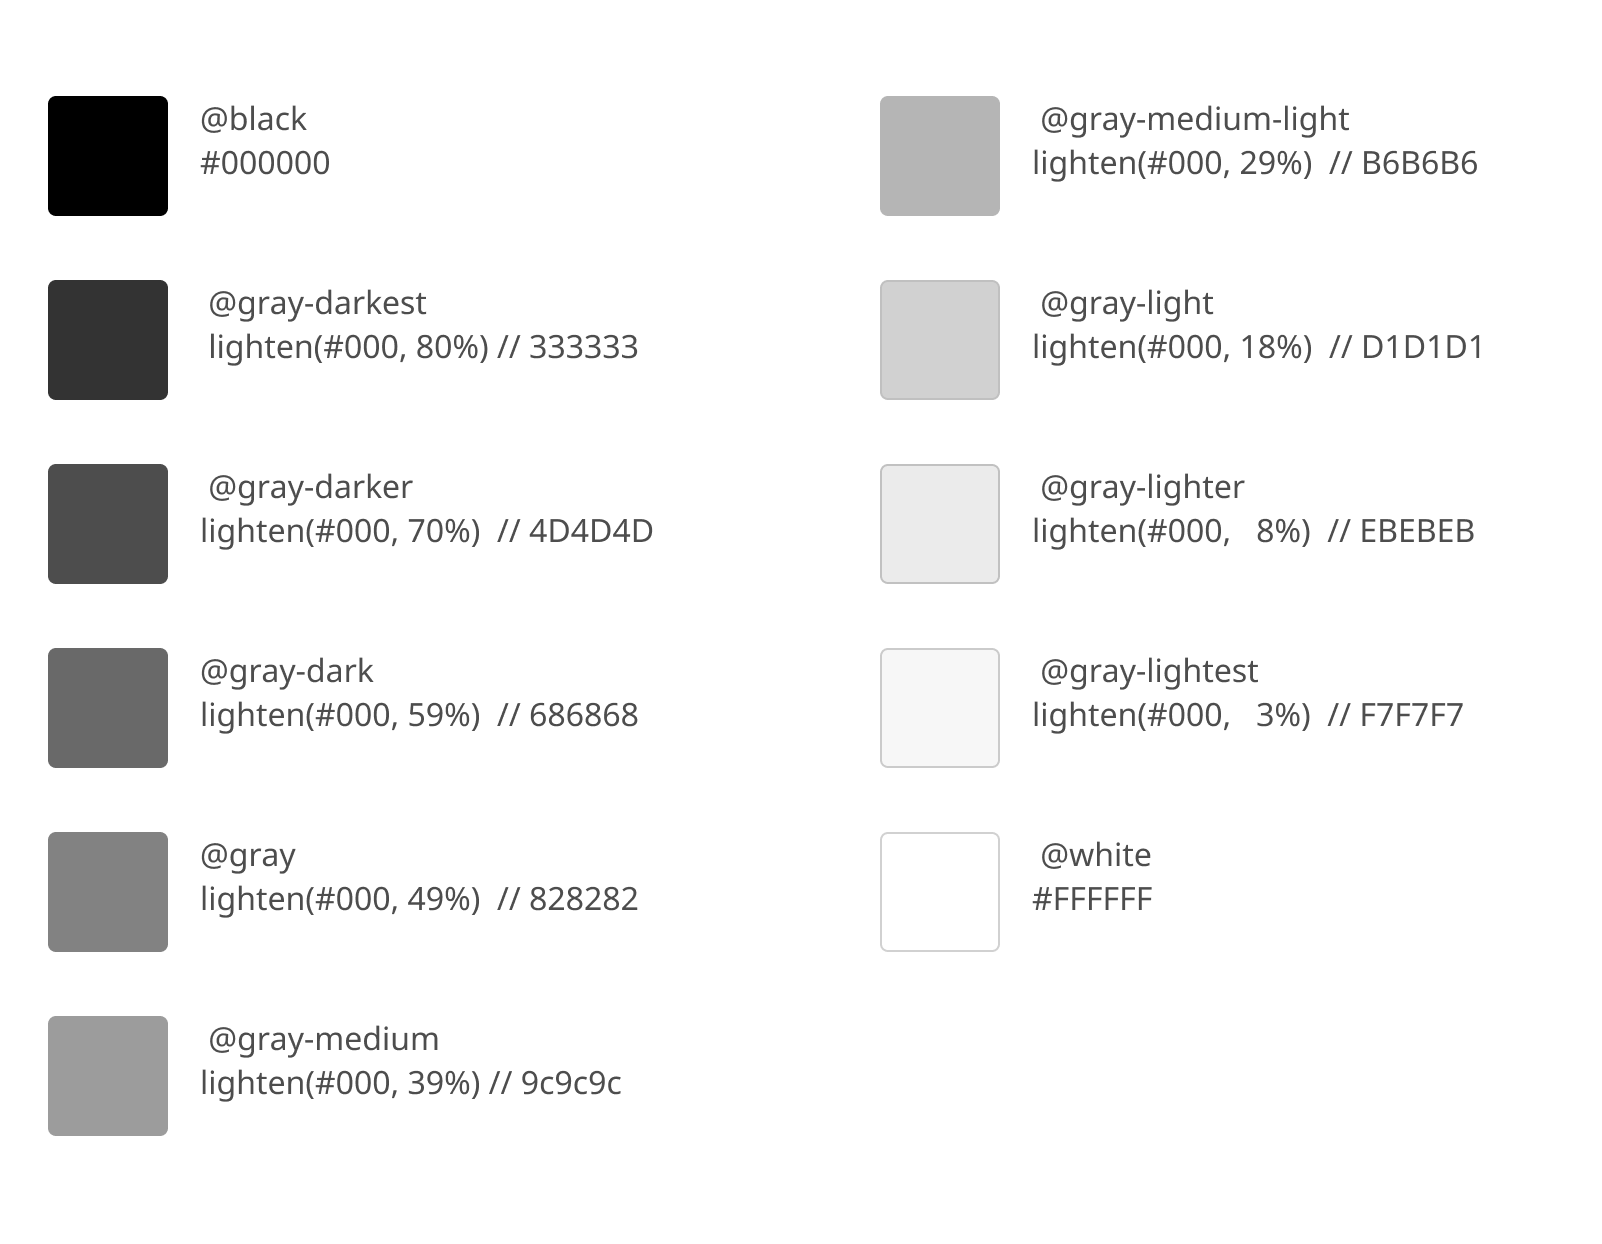 @black
#000000
@gray-darkest
lighten(#000, 80%) // 333333
@gray-darker
lighten(#000, 70%)  // 4D4D4D
@gray-dark
lighten(#000, 59%)  // 686868
@gray
lighten(#000, 49%)  // 828282
@gray-medium
lighten(#000, 39%) // 9c9c9c
@gray-medium-light
lighten(#000, 29%)  // B6B6B6
@gray-light
lighten(#000, 18%)  // D1D1D1
@gray-lighter
lighten(#000,   8%)  // EBEBEB
@gray-lightest
lighten(#000,   3%)  // F7F7F7
@white
#FFFFFF